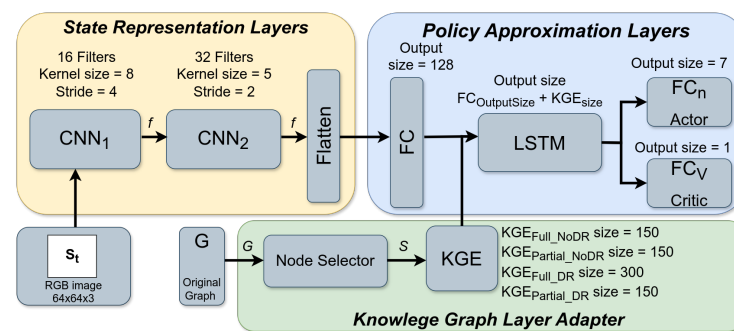 State Representation Layers
16 Filters
Kernel size = 8
Stride = 4
32 Filters
Kernel size = 5
Stride = 2
CNN1
f
CNN2
f
Flatten
St
RGB image
64x64x3
Policy Approximation Layers
Output
size = 128
FC
Output size
FCOutputSize + KGEsize
LSTM
Output size = 7
FCn
Actor
Output size = 1
FCV
Critic
G
Original
Graph
G
Node Selector
S
KGE
KGEFull_NoDR size = 150
KGEPartial_NoDR size = 150
KGEFull_DR size = 300
KGEPartial_DR size = 150
Knowlege Graph Layer Adapter